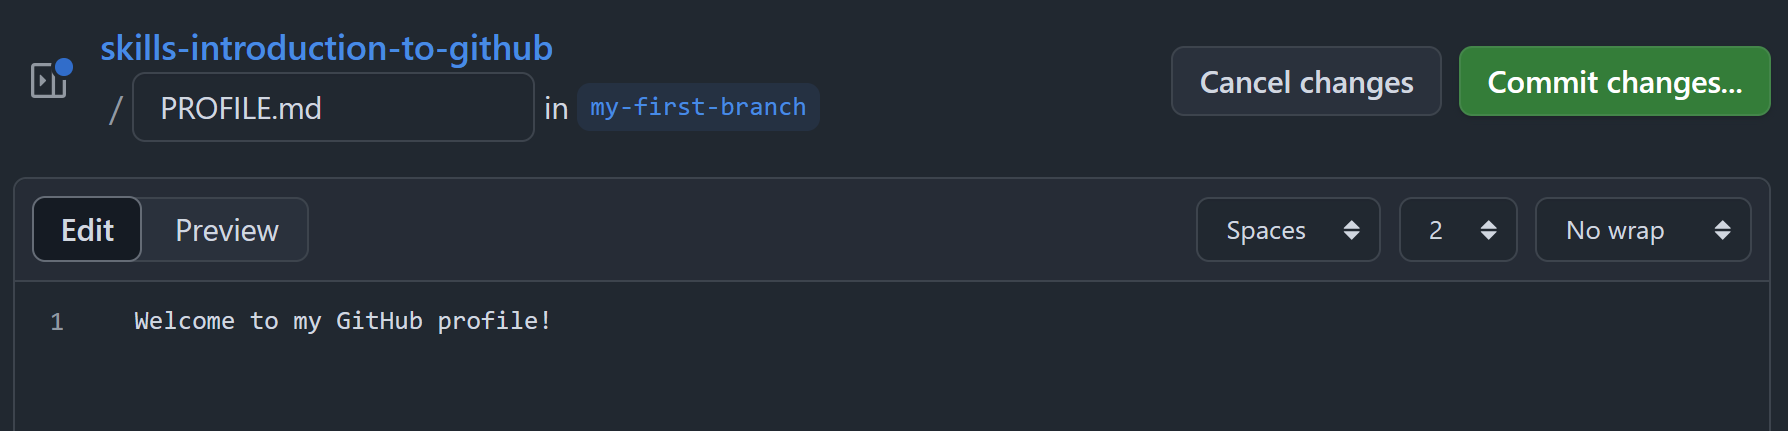 skills-introduction-to-github
/ PROFILE.md in my-first-branch
Cancel changes
Commit changes...
Edit
Preview
Spaces
2
No wrap
1 Welcome to my GitHub profile!